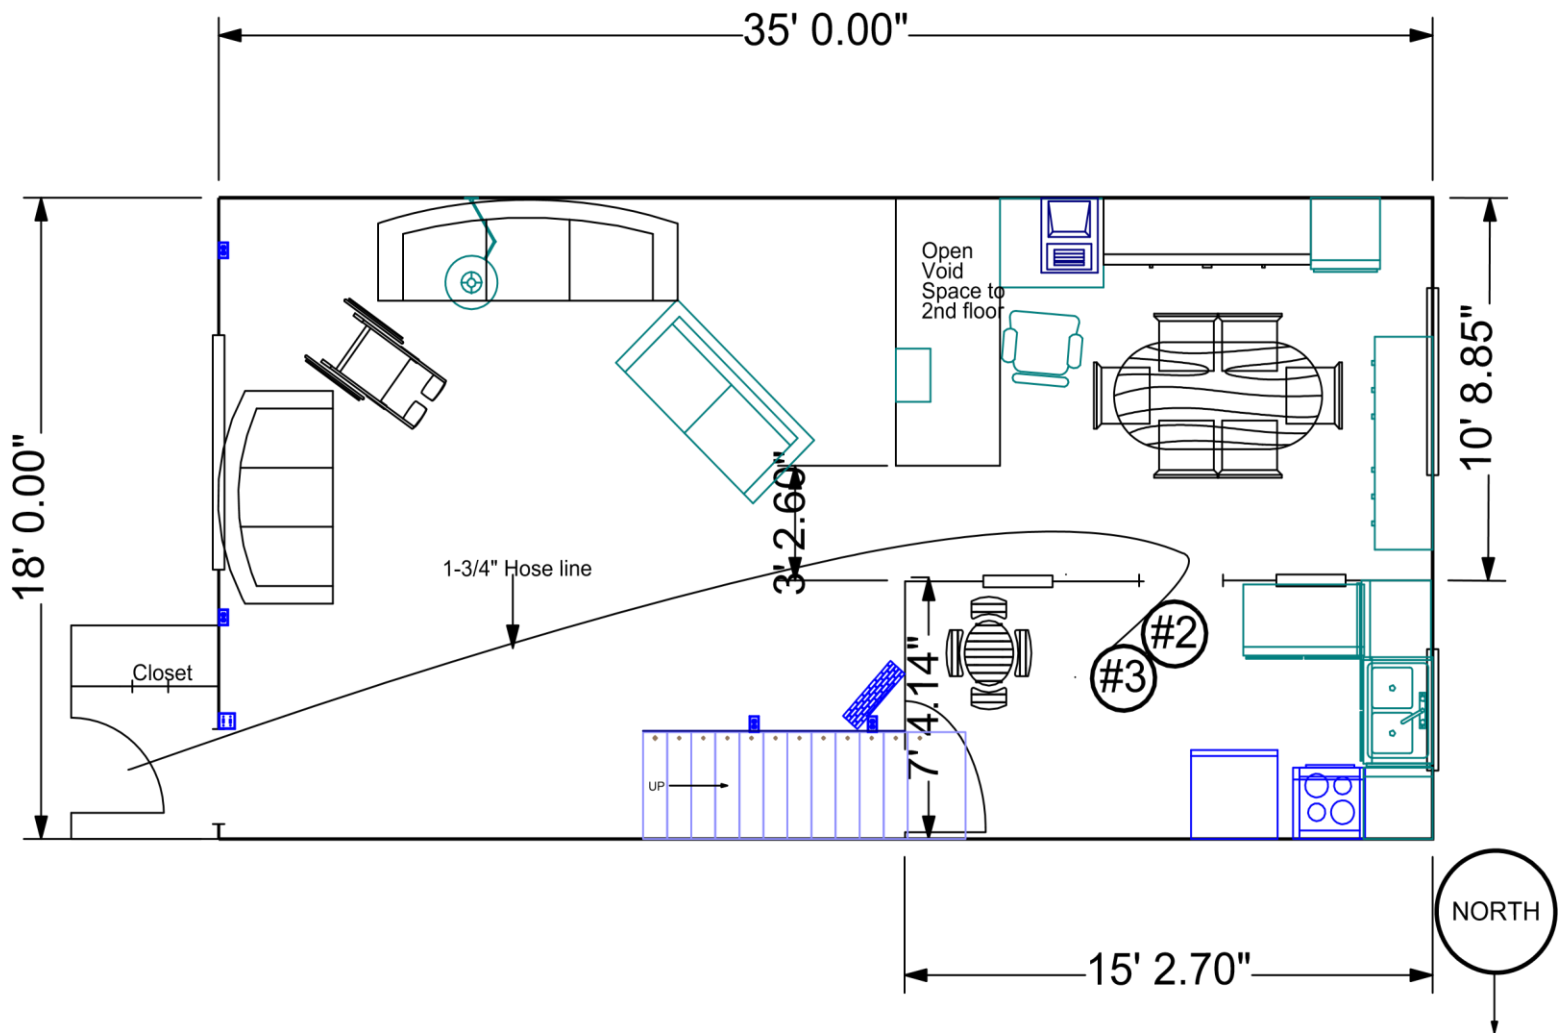 35' 0.00"
Open
Void
Space to
2nd floor
10' 8.85"
18' 0.00"
3' 2.60"
1-3/4" Hose line
#2
#3
7' 4.14"
Closet
UP
NORTH
15' 2.70"